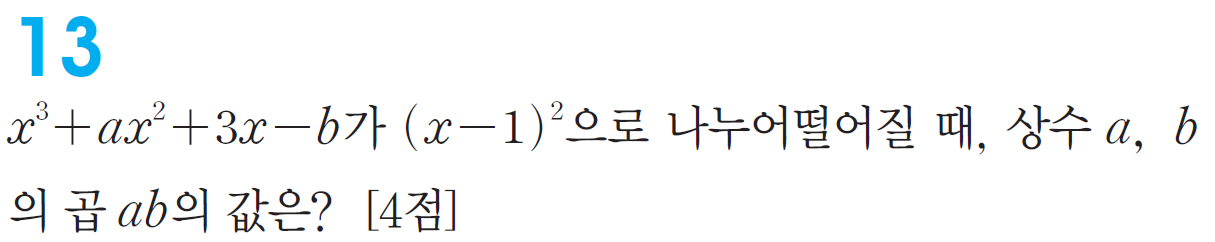 13
x³+ax²+3x-b가 (x-1)²으로 나누어떨어질 때, 상수 a, b
의 곱 ab의 값은? [4점]